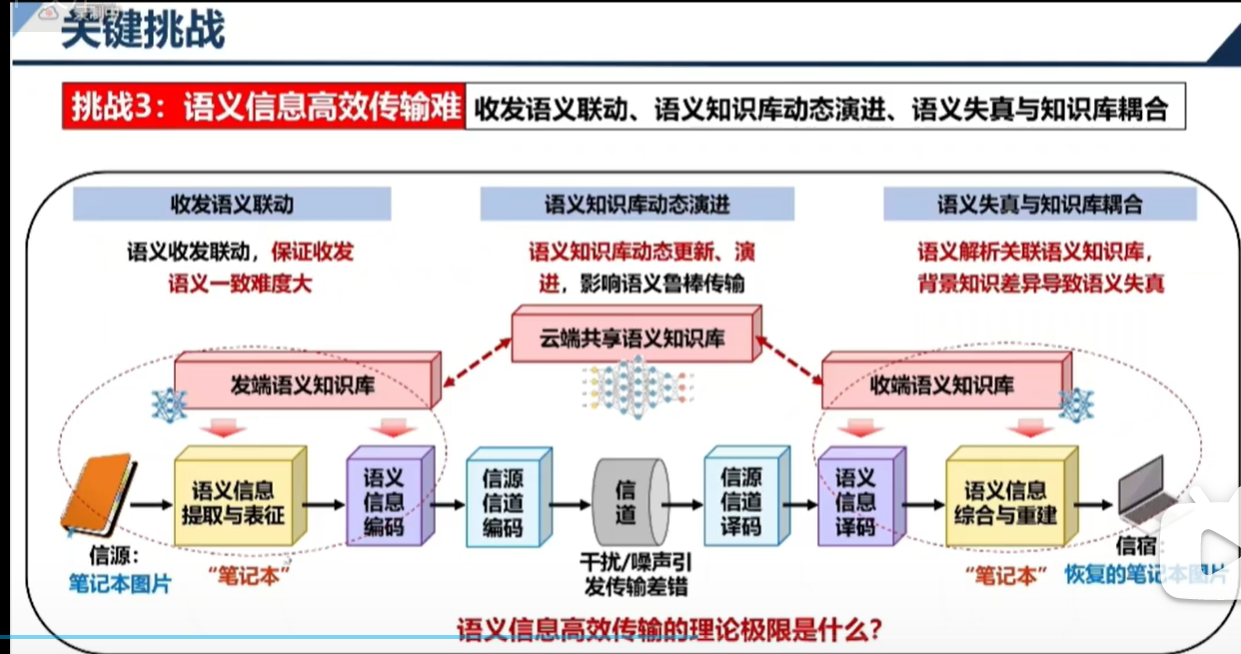 关键挑战
挑战3：语义信息高效传输难
收发语义联动、语义知识库动态演进、语义失真与知识库耦合
收发语义联动
语义知识库动态演进
语义失真与知识库耦合
语义收发联动，保证收发
语义一致难度大
语义知识库动态更新、演
进，影响语义鲁棒传输
语义解析关联语义知识库，
背景知识差异导致语义失真
云端共享语义知识库
发端语义知识库
收端语义知识库
语义信息
提取与表征
语义
信息
编码
信源
信道
编码
信
道
信源
信道
译码
语义
信息
译码
语义信息
综合与重建
信源：
笔记本图片
“笔记本”
干扰/噪声引
发传输差错
“笔记本”
信宿
恢复的笔记本图片
语义信息高效传输的理论极限是什么？